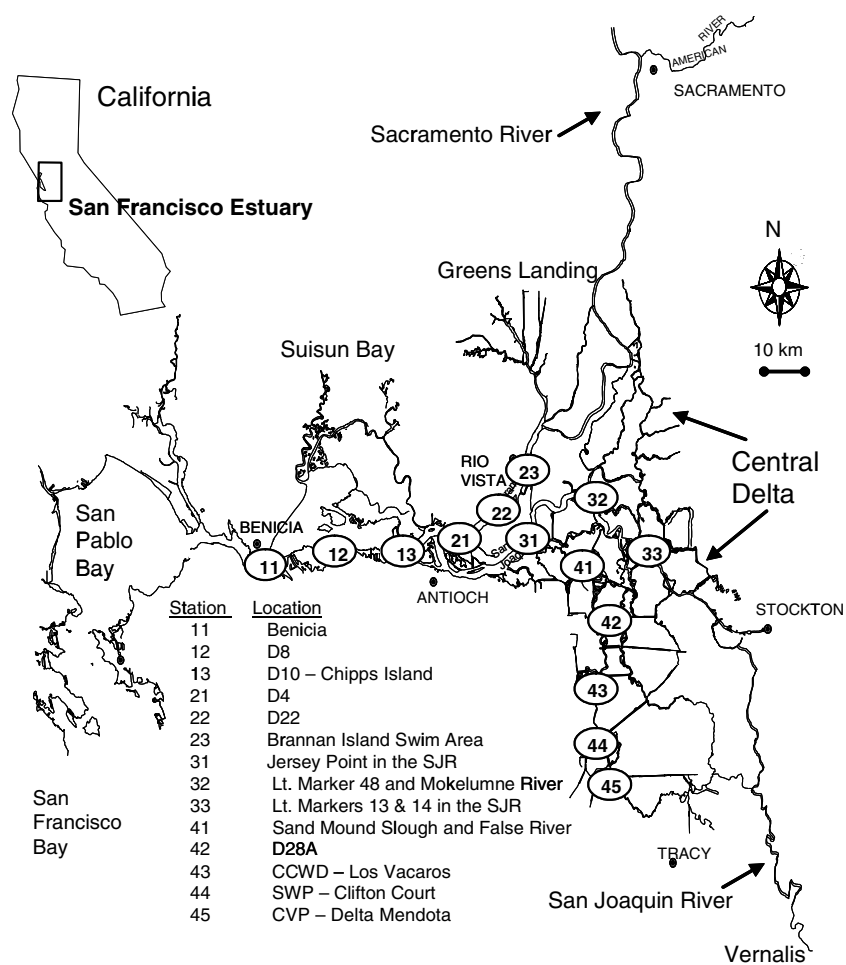 RIVER
AMERICAN
SACRAMENTO
California
Sacramento River
San Francisco Estuary
N
Greens Landing
10 km
Suisun Bay
Central
Delta
RIO
VISTA
23
San
22
32
San
Pablo
Bay
BENICIA
11
12
13
21
31
San
Joaq
41
33
ANTIOCH
STOCKTON
42
43
44
45
Station Location
11 Benicia
12 D8
13 D10 – Chipps Island
21 D4
22 D22
23 Brannan Island Swim Area
31 Jersey Point in the SJR
32 Lt. Marker 48 and Mokelumne River
33 Lt. Markers 13 & 14 in the SJR
41 Sand Mound Slough and False River
42 D28A
43 CCWD – Los Vacaros
44 SWP – Clifton Court
45 CVP – Delta Mendota
San
Francisco
Bay
TRACY
San Joaquin River
Vernalis